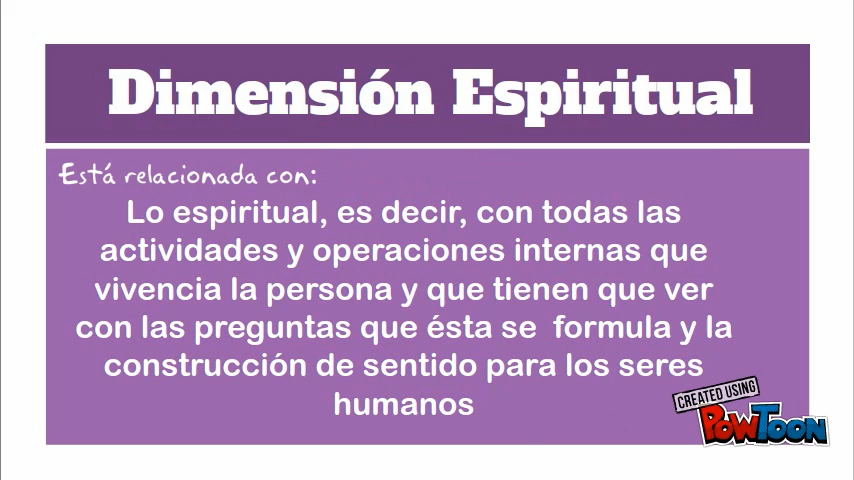 Dimensión Espiritual
Está relacionada con:
Lo espiritual, es decir, con todas las
actividades y operaciones internas que
vivencia la persona y que tienen que ver
con las preguntas que ésta se formula y la
construcción de sentido para los seres
humanos
CREATED USING
POWTOON